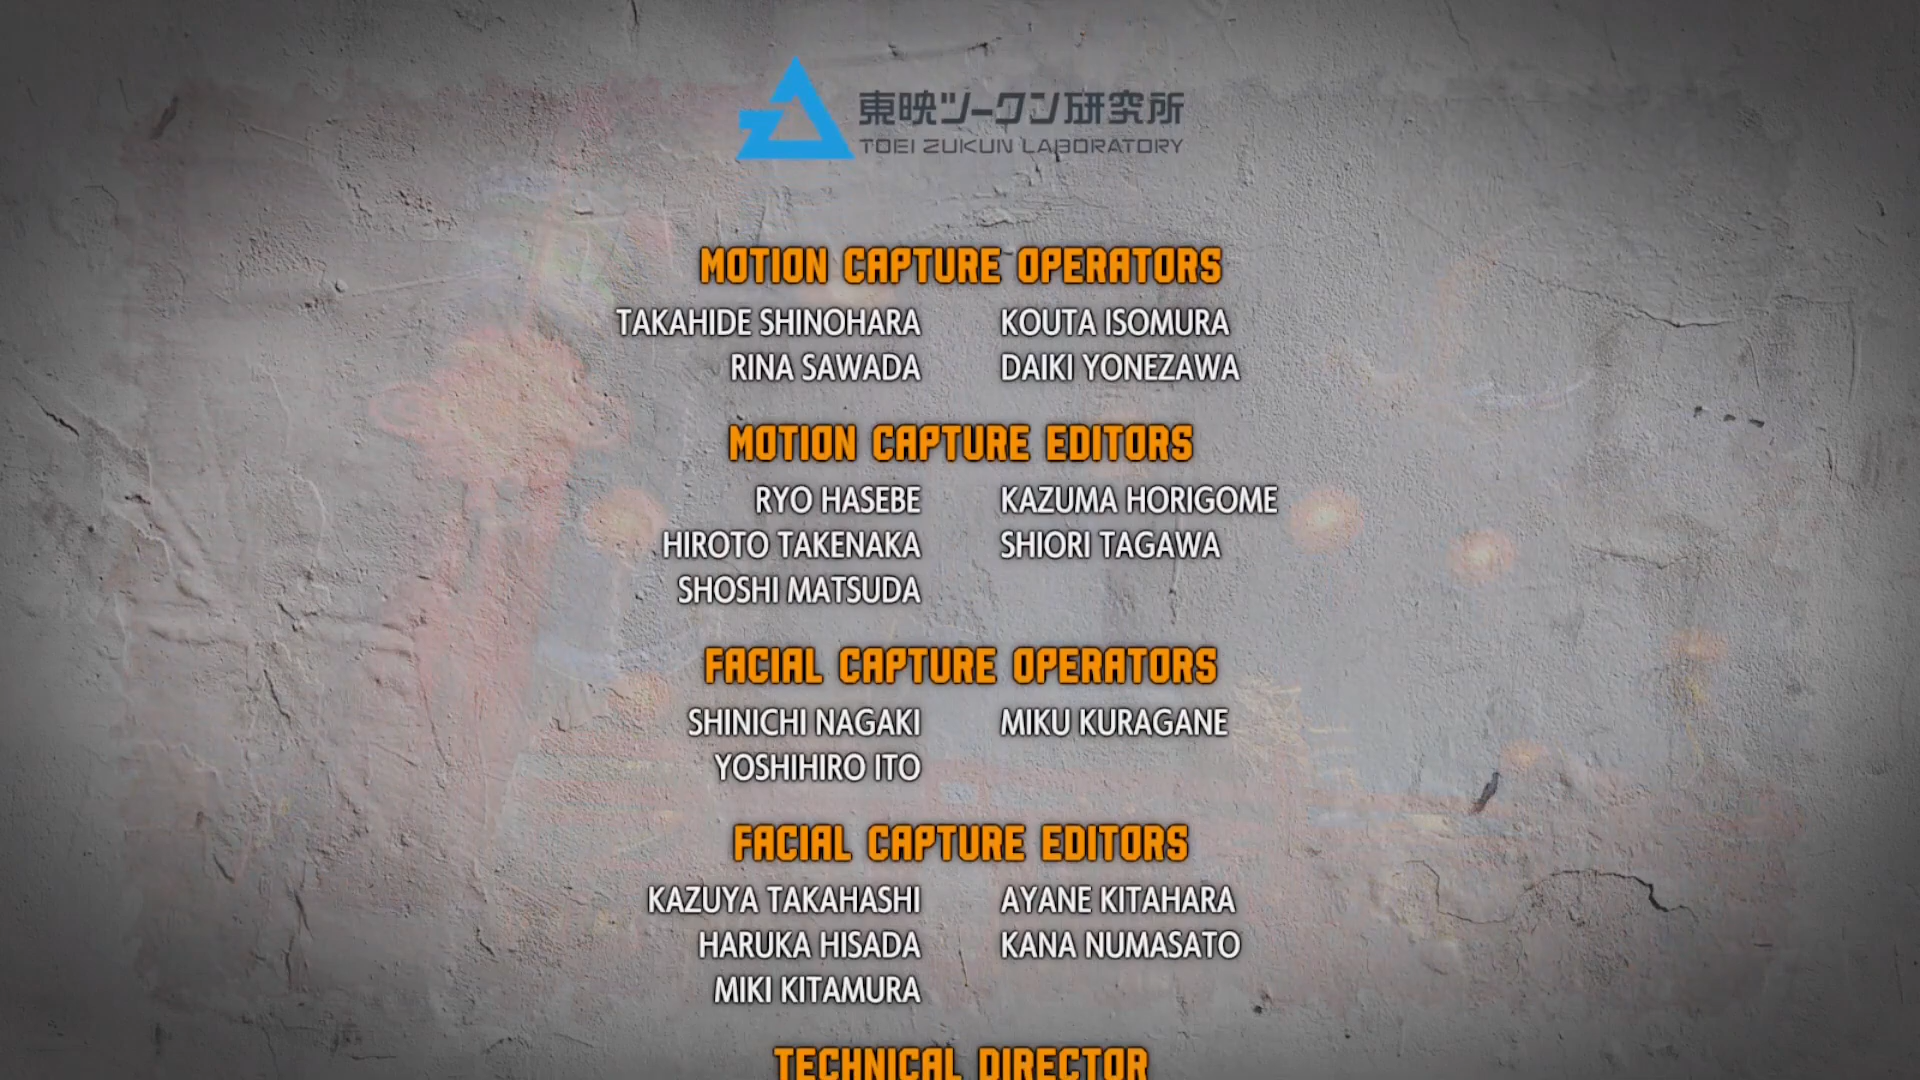 東映ツークン研究所
TOEI ZUKUN LABORATORY
MOTION CAPTURE OPERATORS
TAKAHIDE SHINOHARA KOUTA ISOMURA
RINA SAWADA DAIKI YONEZAWA
MOTION CAPTURE EDITORS
RYO HASEBE KAZUMA HORIGOME
HIROTO TAKENAKA SHIORI TAGAWA
SHOSHI MATSUDA
FACIAL CAPTURE OPERATORS
SHINICHI NAGAKI MIKU KURAGANE
YOSHIHIRO ITO
FACIAL CAPTURE EDITORS
KAZUYA TAKAHASHI AYANE KITAHARA
HARUKA HISADA KANA NUMASATO
MIKI KITAMURA
TECHNICAL DIRECTOR